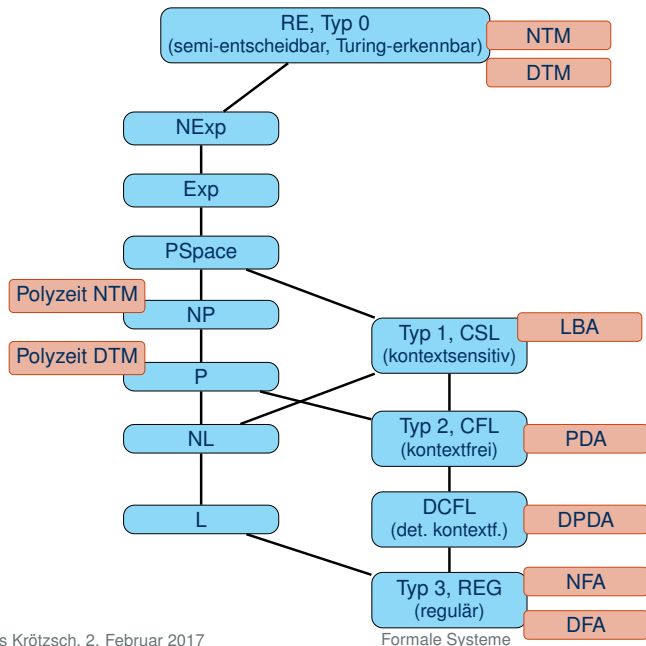 RE, Typ 0
(semi-entscheidbar, Turing-erkennbar)
NTM
DTM
NExp
Exp
PSpace
Polyzeit NTM
NP
Typ 1, CSL
(kontextsensitiv)
LBA
Polyzeit DTM
P
NL
Typ 2, CFL
(kontextfrei)
PDA
L
DCFL
(det. kontextf.)
DPDA
Typ 3, REG
(regulär)
NFA
DFA
s Krötzsch, 2. Februar 2017
Formale Systeme